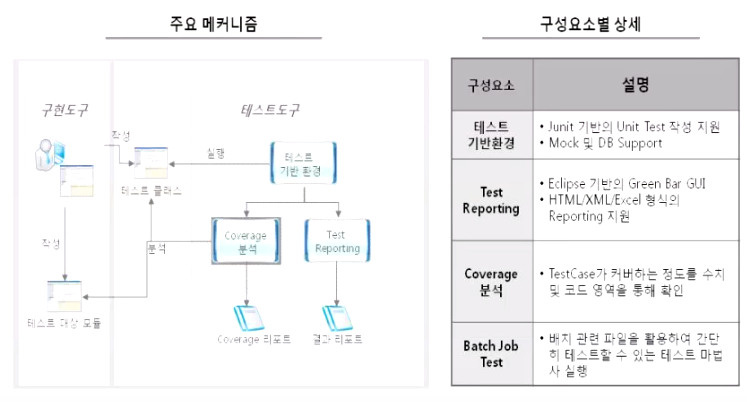 주요 메커니즘
구성요소별 상세
구현도구
테스트도구
작성
실행
테스트
기반 환경
테스트 클래스
작성
분석
Coverage
분석
Test
Reporting
테스트 대상 모듈
Coverage 리포트
결과 리포트
구성요소
설명
테스트
기반환경
• Junit 기반의 Unit Test 작성 지원
• Mock 및 DB Support
Test
Reporting
• Eclipse 기반의 Green Bar GUI
• HTML/XML/Excel 형식의
Reporting 지원
Coverage
분석
• TestCase가 커버하는 정도를 수치
및 코드 영역을 통해 확인
Batch Job
Test
• 배치 관련 파일을 활용하여 간단
히 테스트할 수 있는 테스트 마법
사 실행